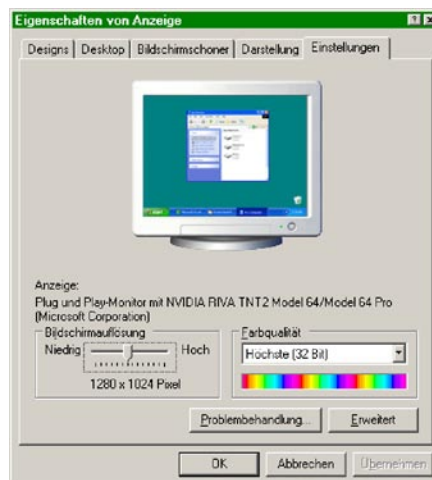 Eigenschaften von Anzeige
Designs Desktop Bildschirmschoner Darstellung Einstellungen
Anzeige:
Plug und Play-Monitor mit NVIDIA RIVA TNT2 Model 64/Model 64 Pro
(Microsoft Corporation)
Bildschirmauflösung
Niedrig Hoch
1280 x 1024 Pixel
Farbqualität
Höchste (32 Bit)
Problembehandlung... Erweitert
OK Abbrechen Übernehmen